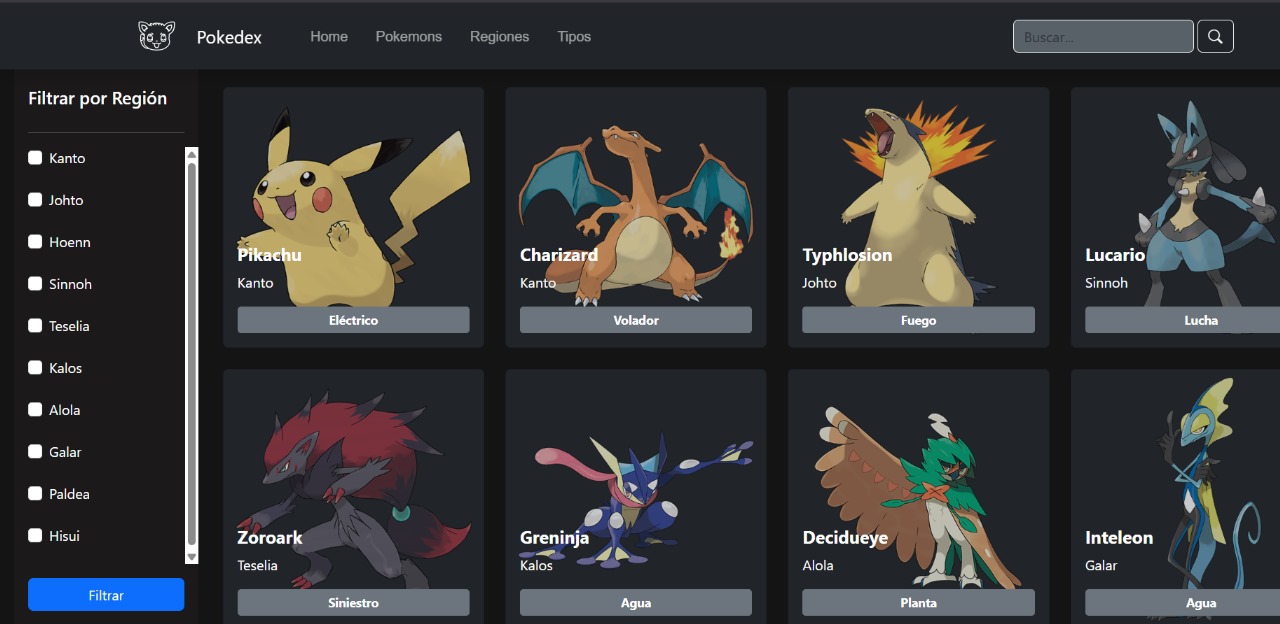 Pokedex
Home
Pokemons
Regiones
Tipos
Buscar...
Filtrar por Región
Kanto
Johto
Hoenn
Sinnoh
Teselia
Kalos
Alola
Galar
Paldea
Hisui
Filtrar
Pikachu
Kanto
Eléctrico
Charizard
Kanto
Volador
Typhlosion
Johto
Fuego
Lucario
Sinnoh
Lucha
Zoroark
Teselia
Siniestro
Greninja
Kalos
Agua
Decidueye
Alola
Planta
Inteleon
Galar
Agua